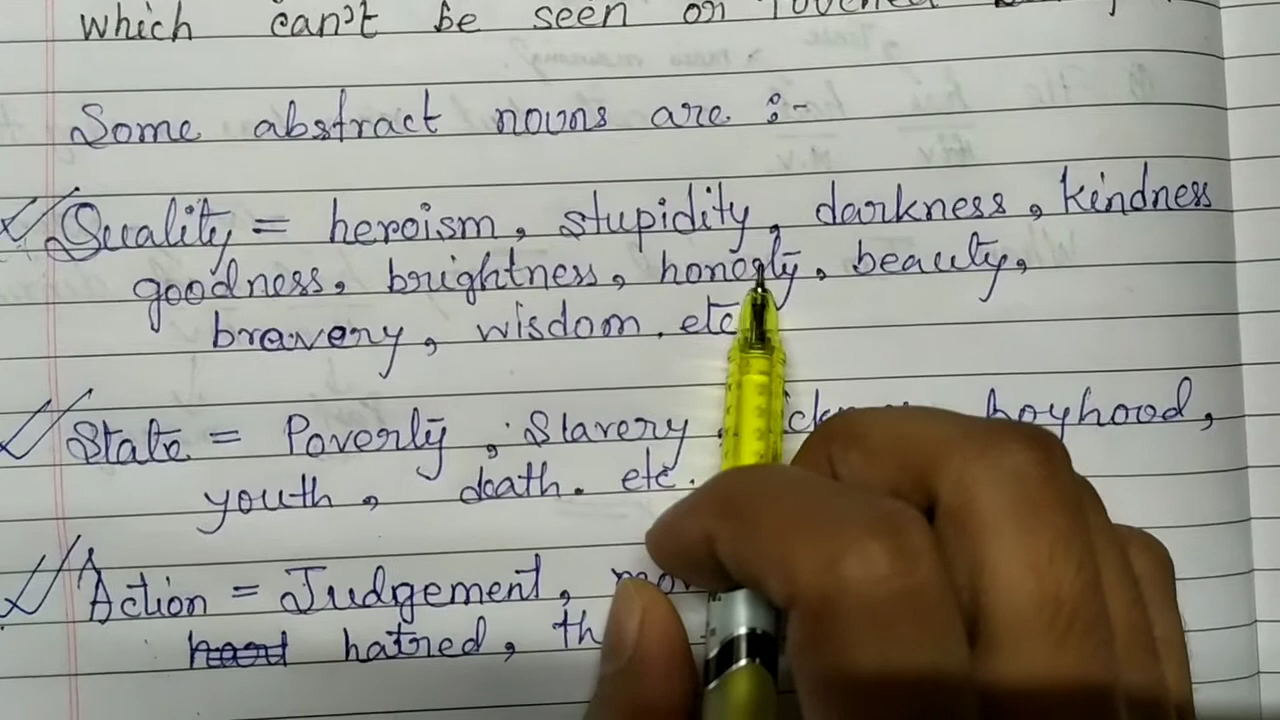 which can't be seen or Touched
Some abstract nouns are :-
Quality = heroism, stupidity, darkness, kindness
goodness, brightness, honesty, beauty,
bravery, wisdom, etc
State = Poverty, Slavery, boyhood,
youth, death. etc.
Action = Judgement,
hatred,